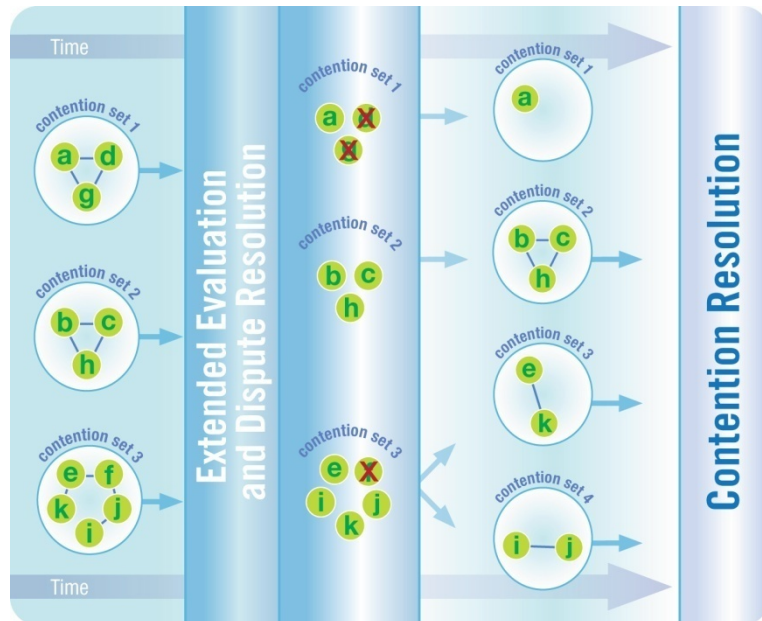 Time
contention set 1
a d
g
contention set 2
b c
h
contention set 3
e f
k j
i
Time
Extended Evaluation
and Dispute Resolution
contention set 1
a
contention set 2
b c
h
contention set 3
e
i j
k
contention set 1
a
contention set 2
b c
h
contention set 3
e
k
contention set 4
i j
Contention Resolution